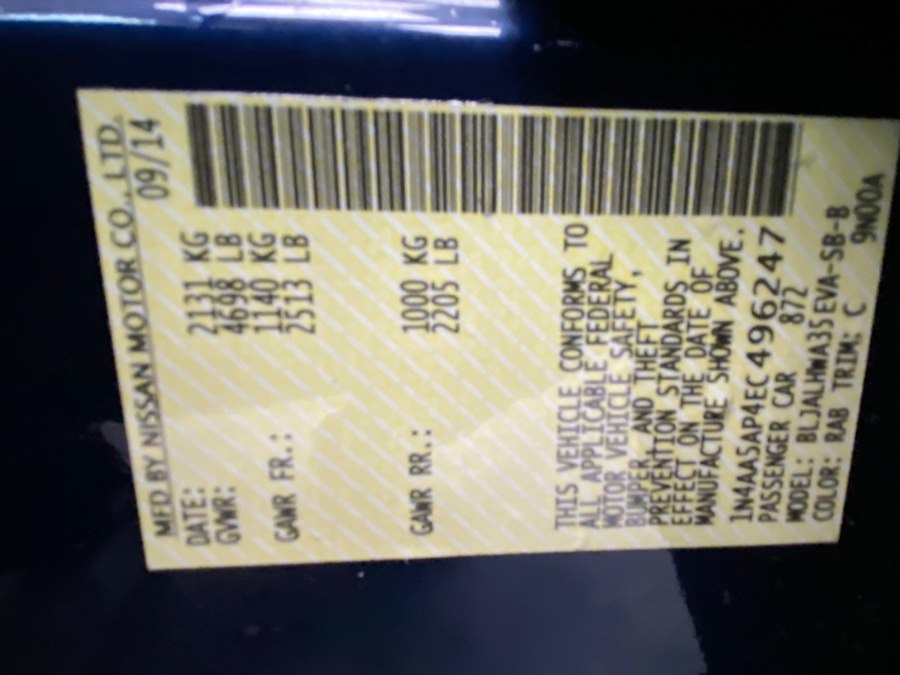 MFD BY NISSAN MOTOR CO., LTD.
DATE: 09/14
GVWR: 2131 KG
4698 LB
GAWR FR.: 1140 KG
2513 LB
GAWR RR.: 1000 KG
2205 LB
THIS VEHICLE CONFORMS TO
ALL APPLICABLE FEDERAL
MOTOR VEHICLE SAFETY,
BUMPER AND THEFT
PREVENTION STANDARDS IN
EFFECT ON THE DATE OF
MANUFACTURE SHOWN ABOVE.
1N4AA5AP4EC496247
PASSENGER CAR 872
MODEL: BLJALHWA35EVA-SB-B
COLOR: RAB TRIM: C 9N00A